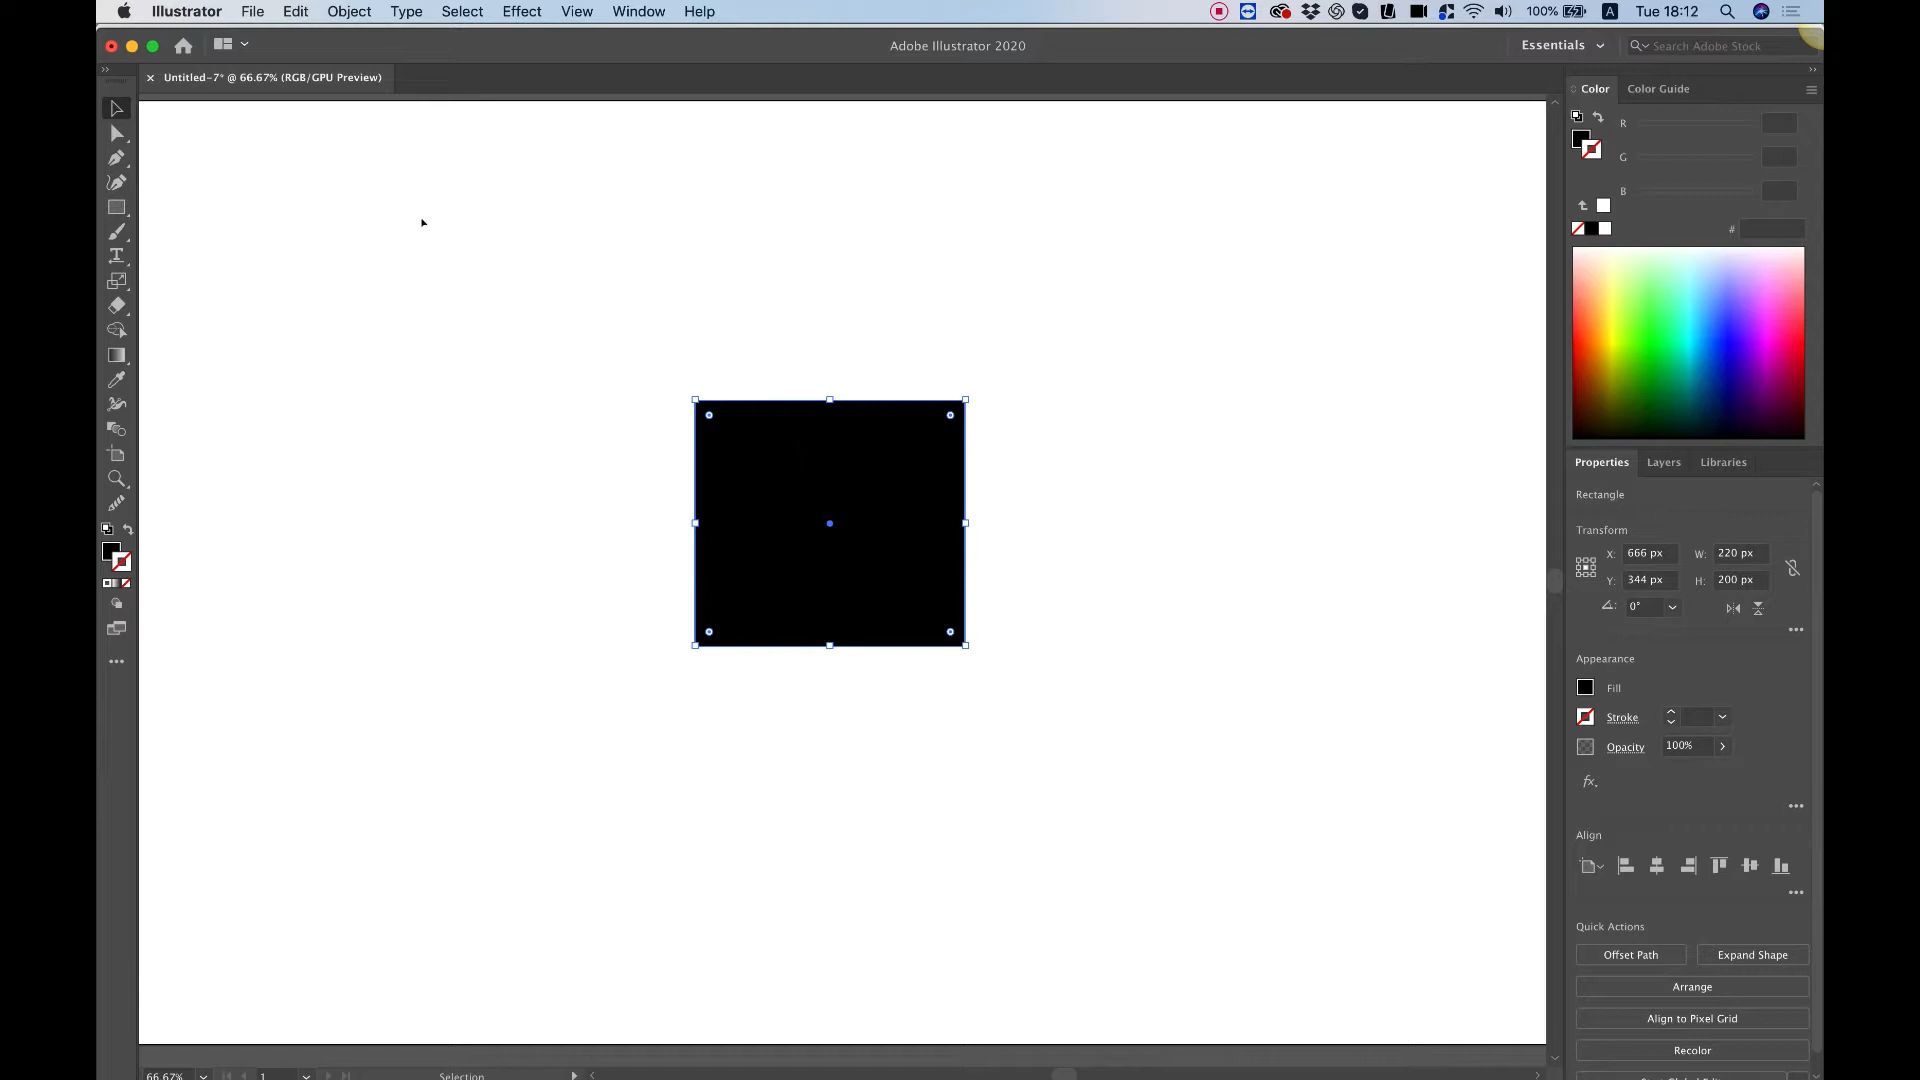 Illustrator File Edit Object Type Select Effect View Window Help
100% A Tue 18:12
Adobe Illustrator 2020
Essentials
Search Adobe Stock
Untitled-7* @ 66.67% (RGB/GPU Preview)
Color Color Guide
R
G
B
#
Properties Layers Libraries
Rectangle
Transform
X: 666 px W: 220 px
Y: 344 px H: 200 px
0°
Appearance
Fill
Stroke
Opacity 100%
fx.
Align
Quick Actions
Offset Path Expand Shape
Arrange
Align to Pixel Grid
Recolor
66.67% 1 Selection